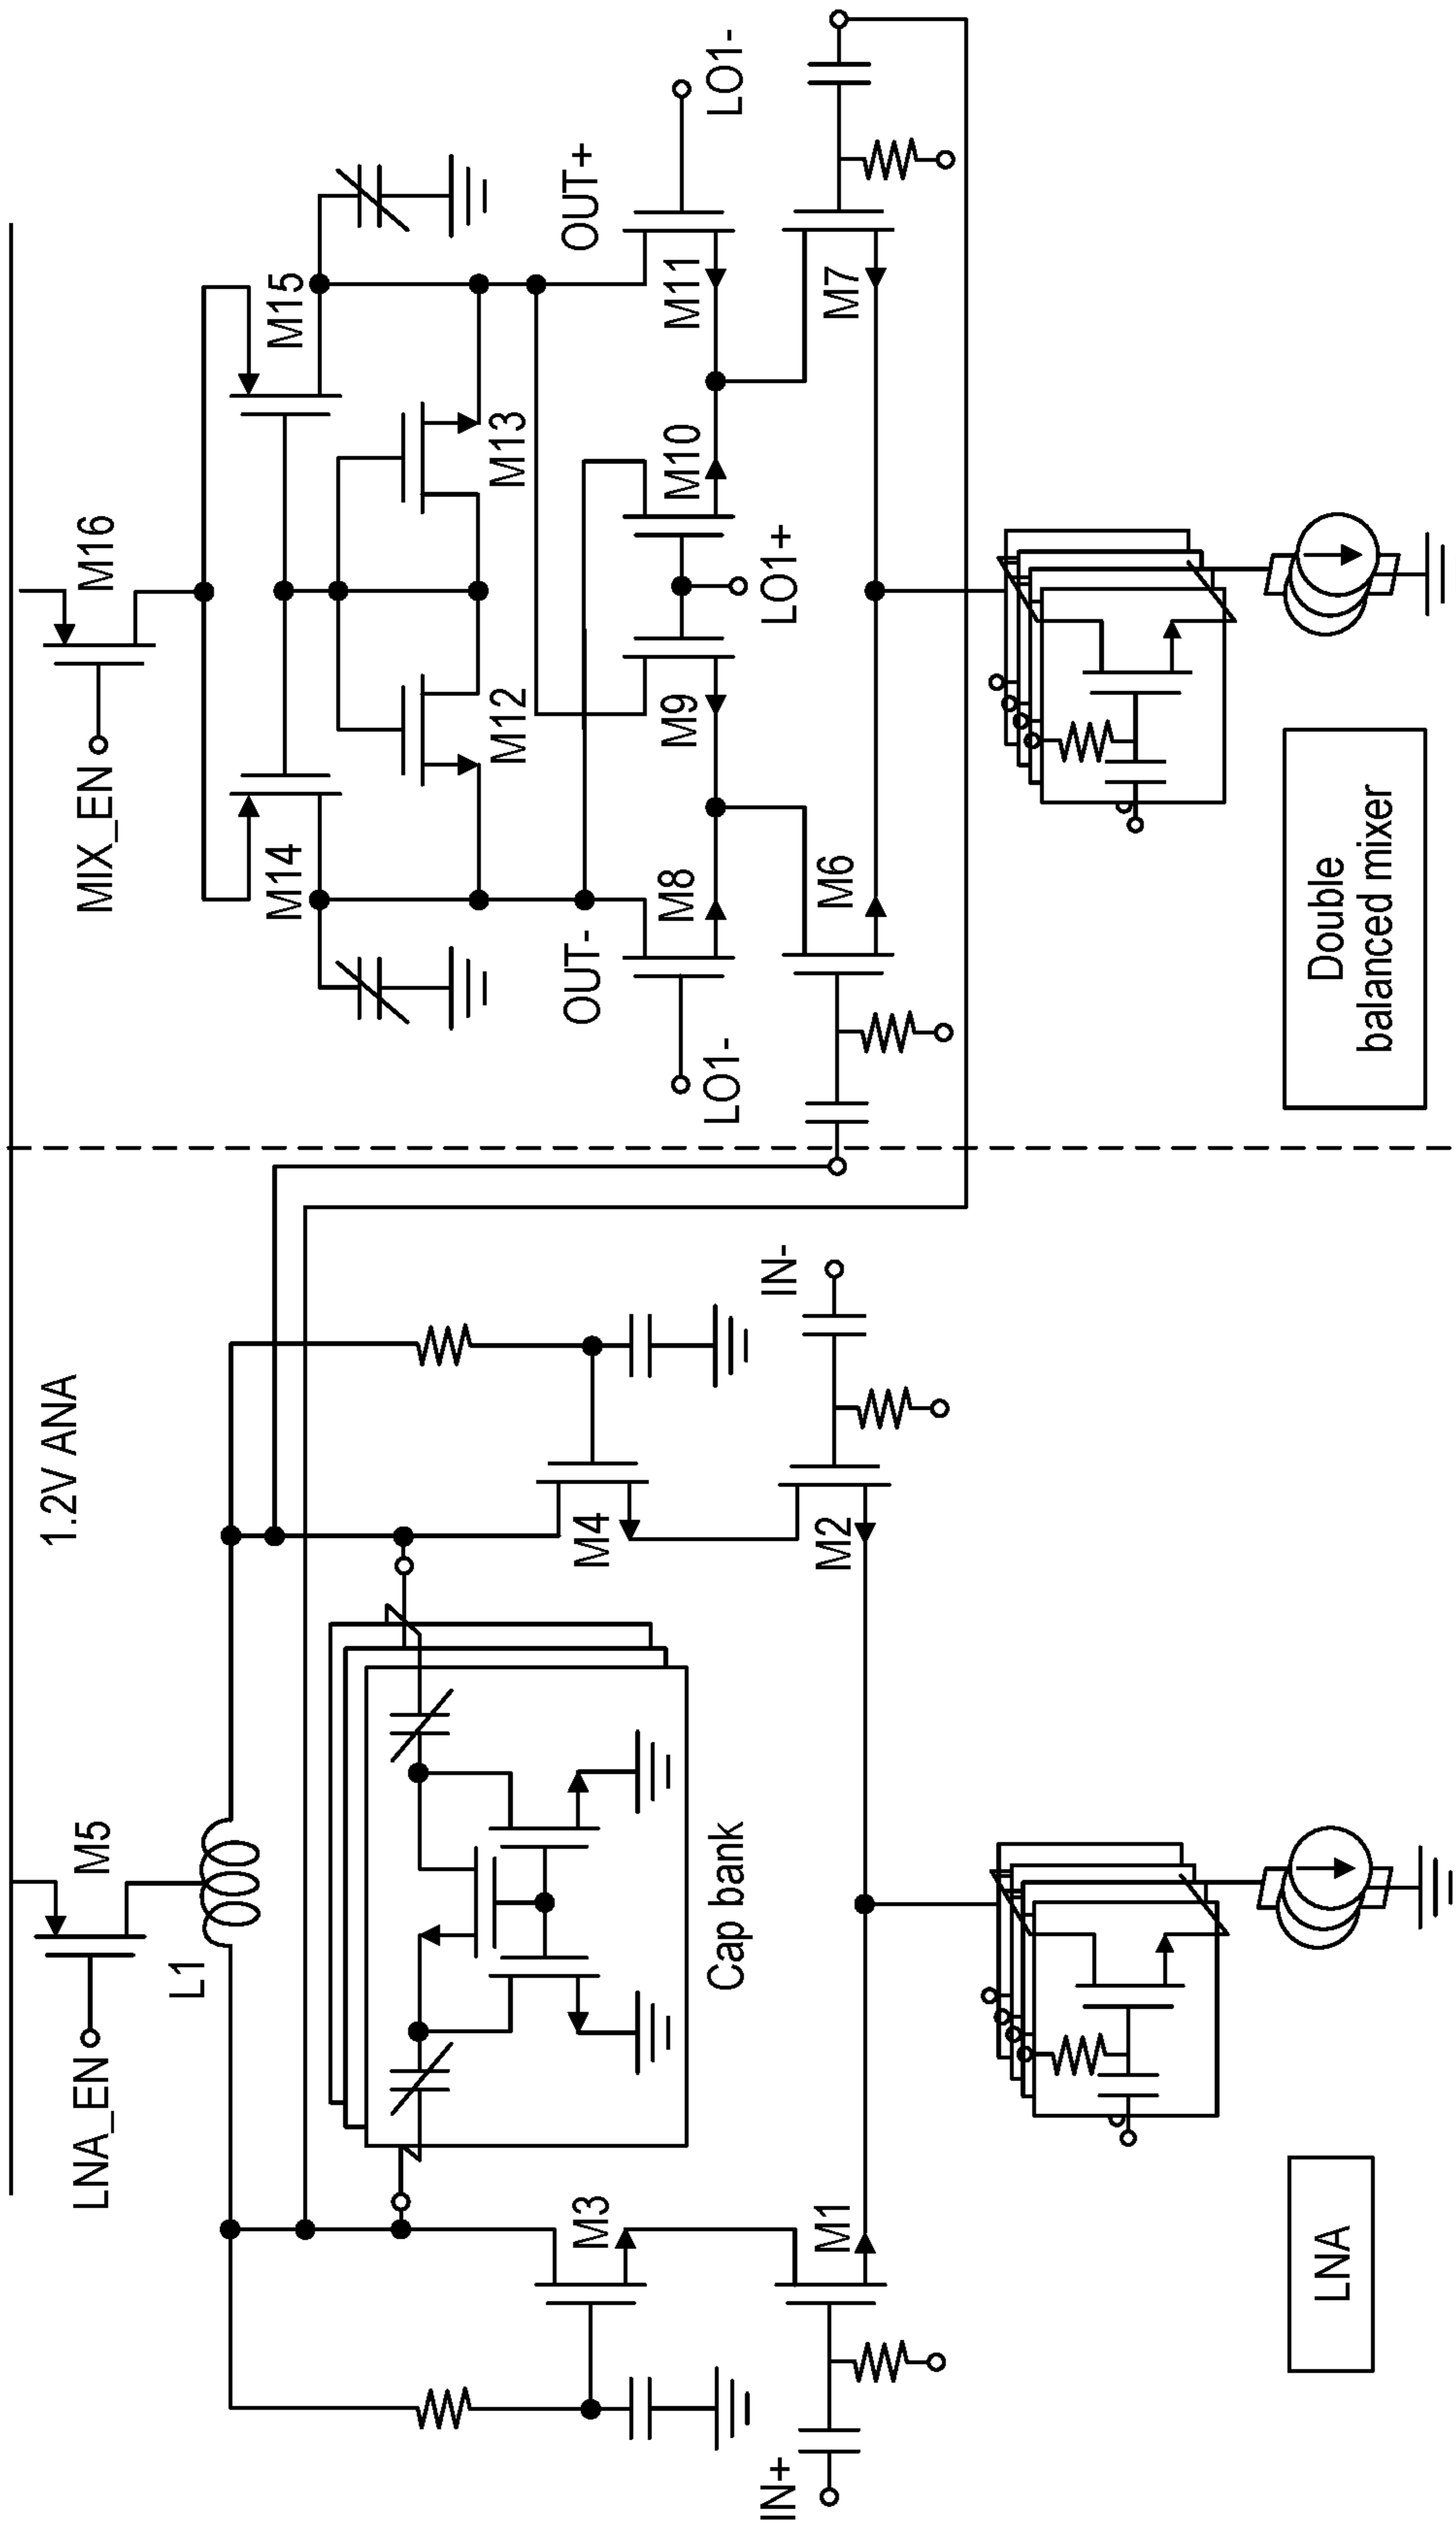 1.2V ANA
LNA_EN
M5
MIX_EN
M16
L1
M14
M15
M12
M13
OUT-
OUT+
M3
Cap bank
M4
LO1-
M8
M9
LO1+
M10
M11
LO1-
IN+
M1
M2
IN-
M6
M7
LNA
Double
balanced mixer